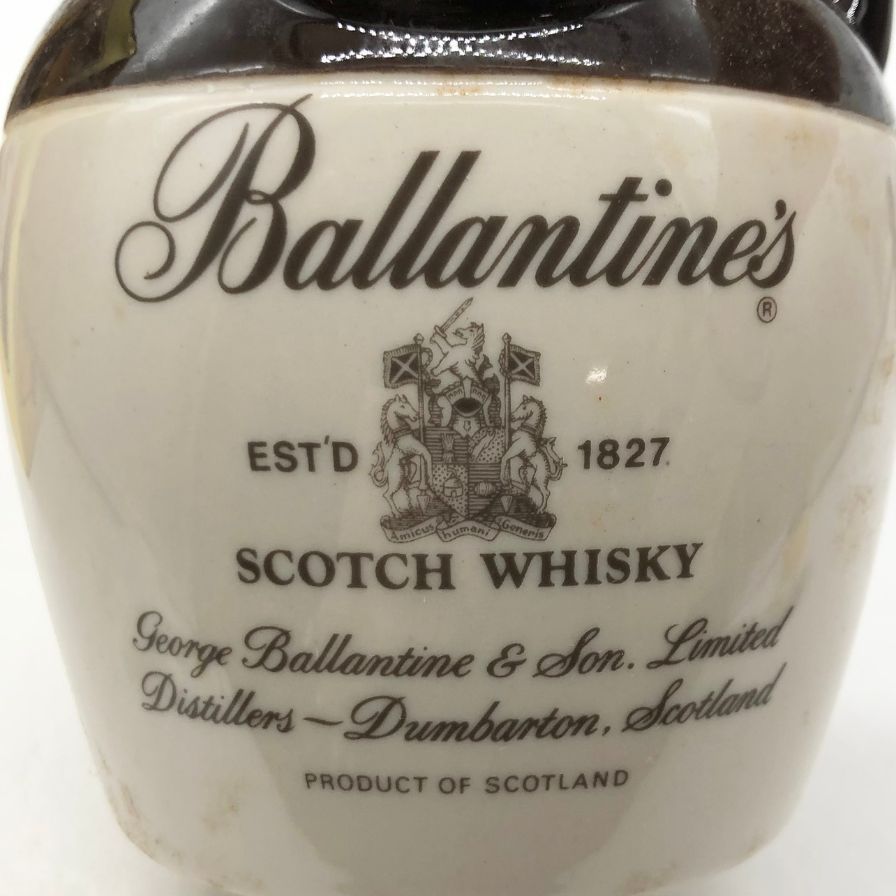 Ballantine's
®
EST'D 1827.
Amicus humani Generis
SCOTCH WHISKY
George Ballantine & Son. Limited
Distillers – Dumbarton, Scotland
PRODUCT OF SCOTLAND